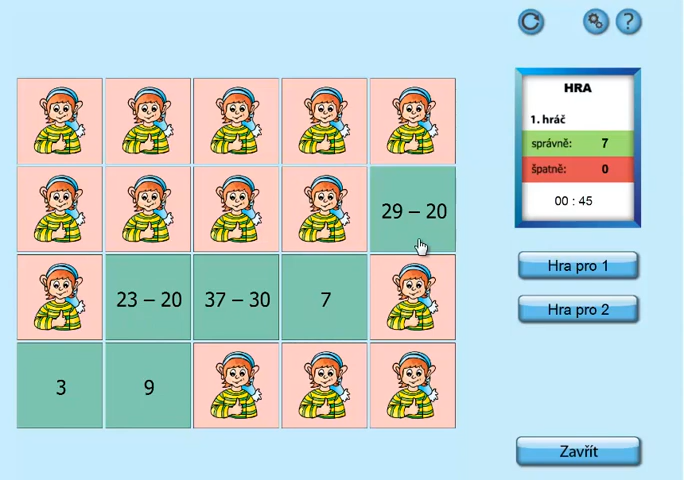 ?
HRA
1. hráč
správně: 7
špatně: 0
00 : 45
29 – 20
Hra pro 1
23 – 20
37 – 30
7
Hra pro 2
3
9
Zavřít